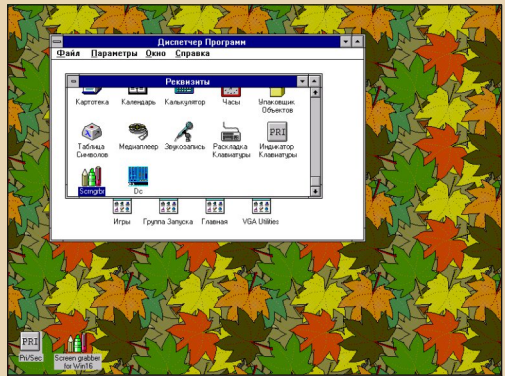 Диспетчер Программ
Файл Параметры Окно Справка
Реквизиты
Картотека Календарь Калькулятор Часы Упаковщик Объектов
Таблица Символов Медиаплеер Звукозапись Раскладка Клавиатуры PRI Индикатор Клавиатуры
Scrngrbr Dc
Игры Группа Запуска Главная VGA Utilities
PRI
Pri/Sec Screen grabber for Win16